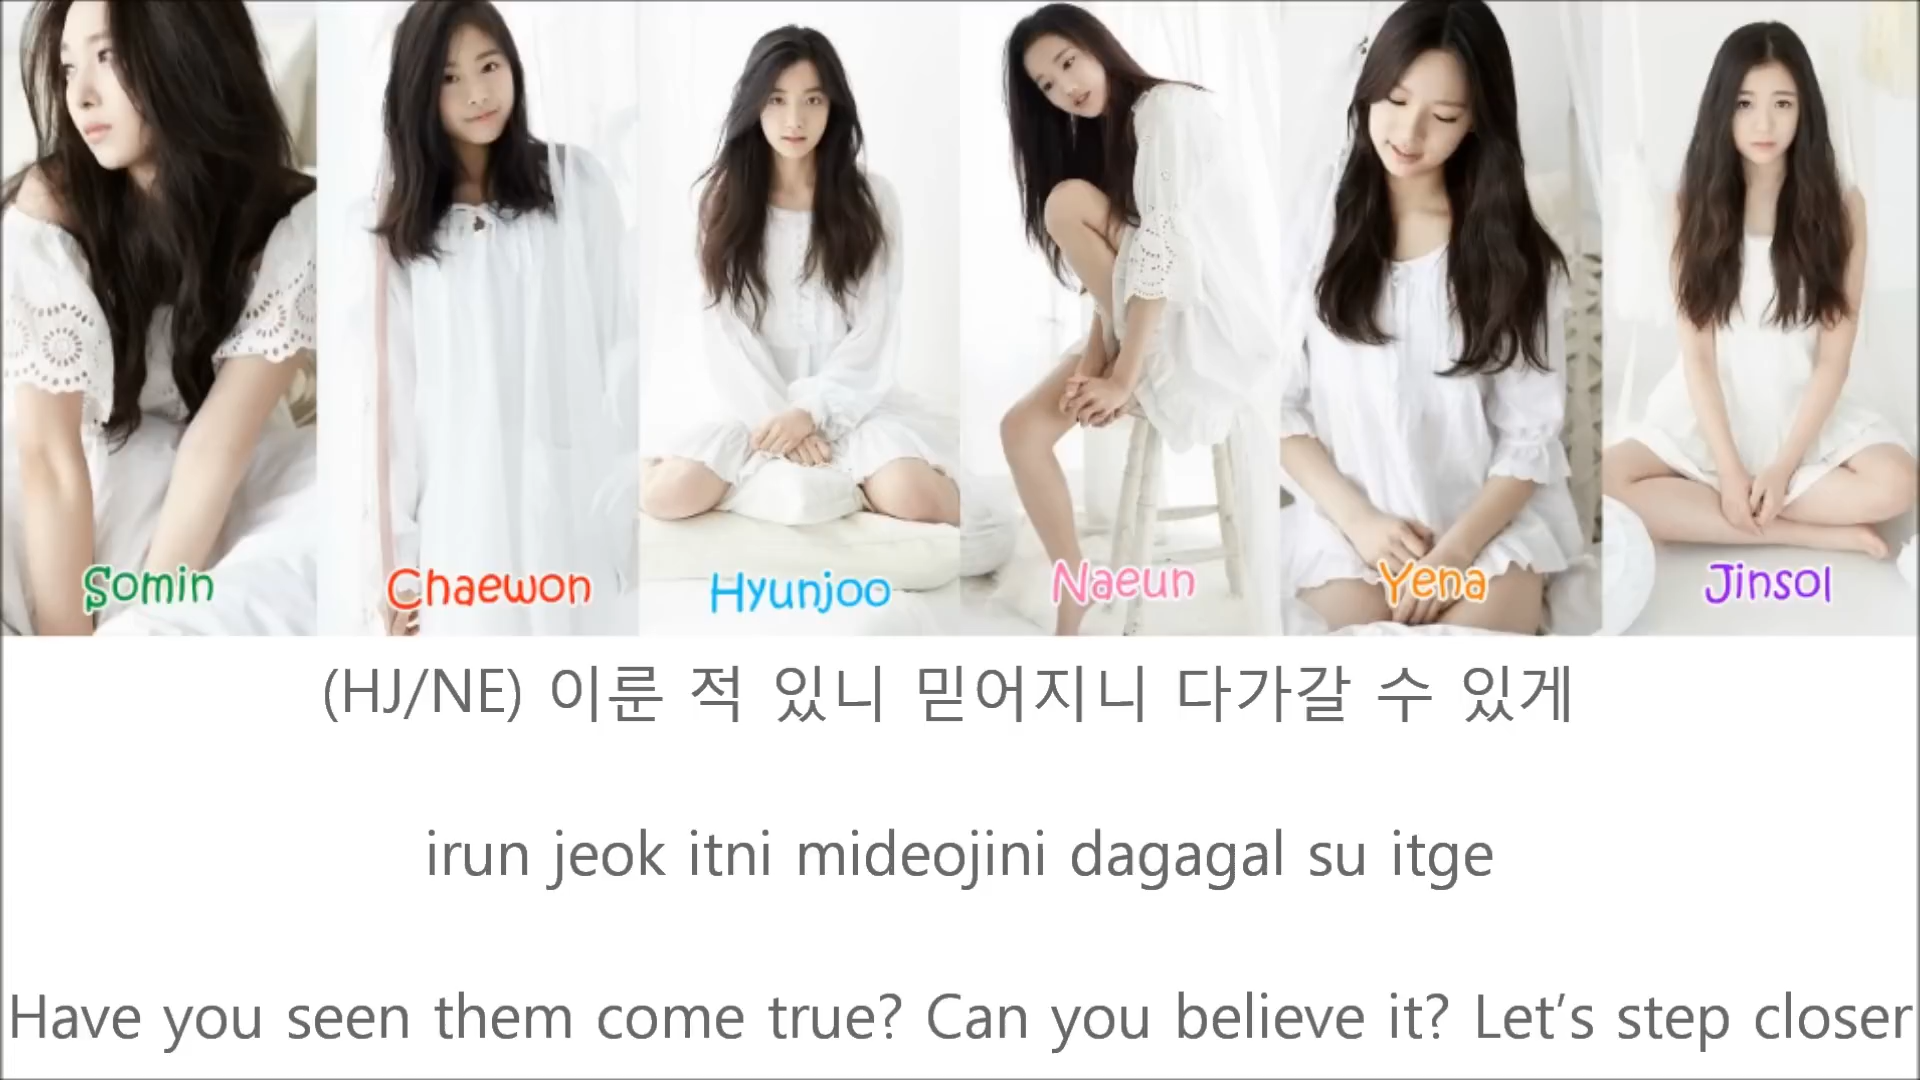 Somin
Chaewon
Hyunjoo
Naeun
Yena
Jinsol
(HJ/NE) 이룬 적 있니 믿어지니 다가갈 수 있게
irun jeok itni mideojini dagagal su itge
Have you seen them come true? Can you believe it? Let's step closer